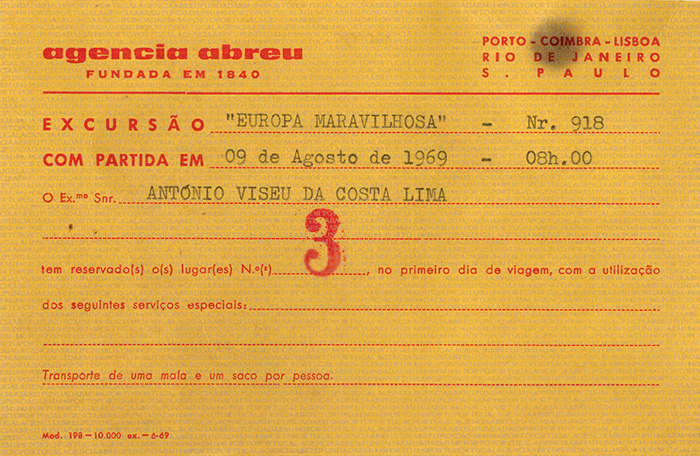 agencia abreu
FUNDADA EM 1840
PORTO - COIMBRA - LISBOA
RIO DE JANEIRO
S. PAULO
EXCURSÃO "EUROPA MARAVILHOSA" - Nr. 918
COM PARTIDA EM 09 de Agosto de 1969 - 08h.00
O Ex.mo Snr. ANTÓNIO VISEU DA COSTA LIMA
3
tem reservado(s) o(s) lugar(es) N.º(s), no primeiro dia de viagem, com a utilização
dos seguintes serviços especiais:
Transporte de uma mala e um saco por pessoa.
Mod. 198 - 10.000 ex. - 6-69